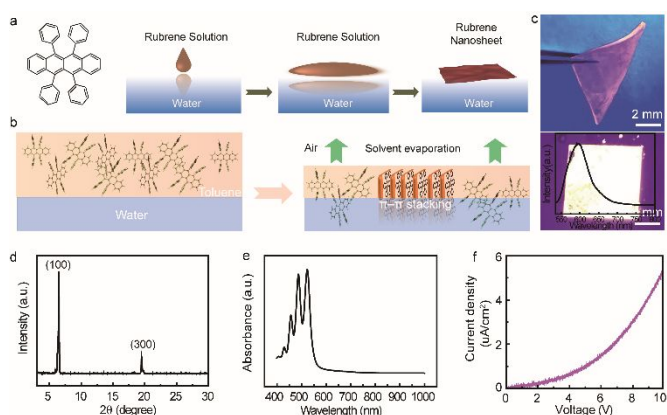 a
Rubrene Solution
Rubrene Solution
Rubrene
Nanosheet
Water
Water
Water
b
Toluene
Water
Air
Solvent evaporation
π–π stacking
c
2 mm
Intensity(a.u.)
Wavelength (nm)
mm
d
(100)
(300)
Intensity (a.u.)
5 10 15 20 25 30
2θ (degree)
e
Absorbance (a.u.)
400 500 600 700 800 900 1000
Wavelength (nm)
f
Current density
(uA/cm²)
6
4
2
0
0 2 4 6 8 10
Voltage (V)